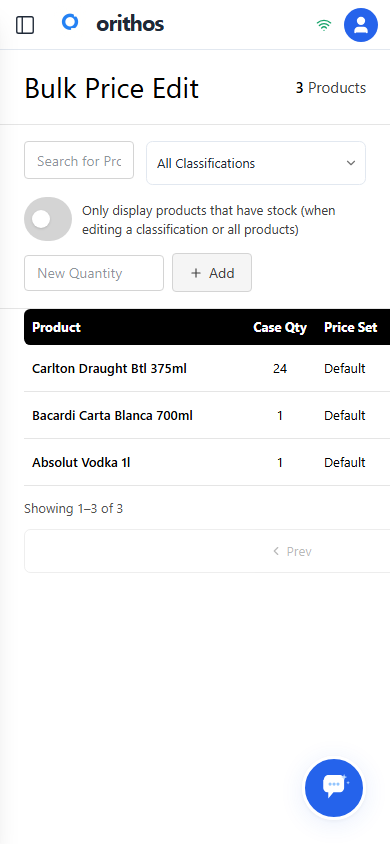 orithos
Bulk Price Edit
3 Products
Search for Prc
All Classifications
Only display products that have stock (when
editing a classification or all products)
New Quantity
+ Add
Product Case Qty Price Set
Carlton Draught Btl 375ml 24 Default
Bacardi Carta Blanca 700ml 1 Default
Absolut Vodka 1l 1 Default
Showing 1–3 of 3
Prev